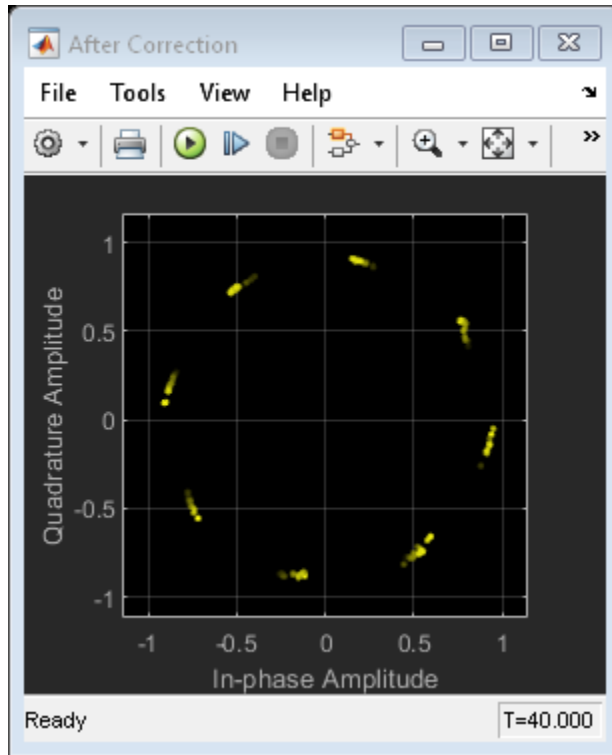 After Correction
File Tools View Help
Quadrature Amplitude
1
0.5
0
-0.5
-1
-1 -0.5 0 0.5 1
In-phase Amplitude
Ready T=40.000